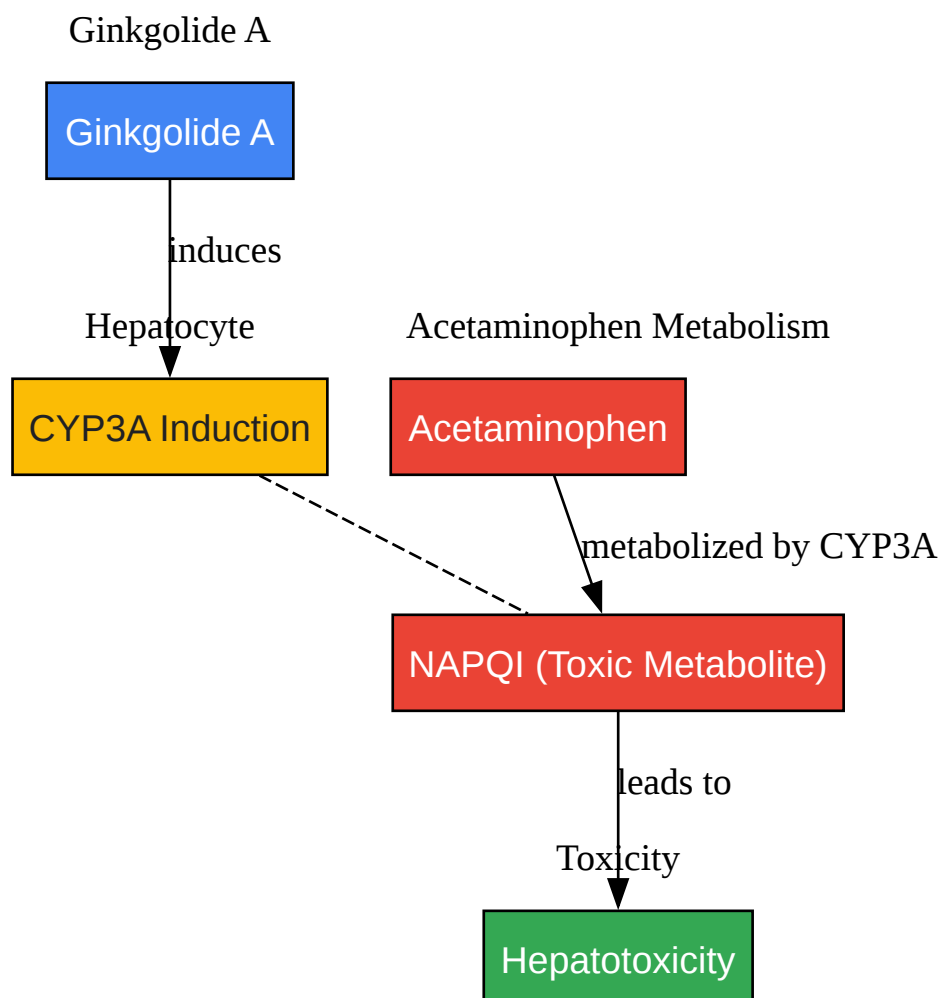 Ginkgolide A
Ginkgolide A
induces
Hepatocyte
Acetaminophen Metabolism
CYP3A Induction
Acetaminophen
metabolized by CYP3A
NAPQI (Toxic Metabolite)
leads to
Toxicity
Hepatotoxicity